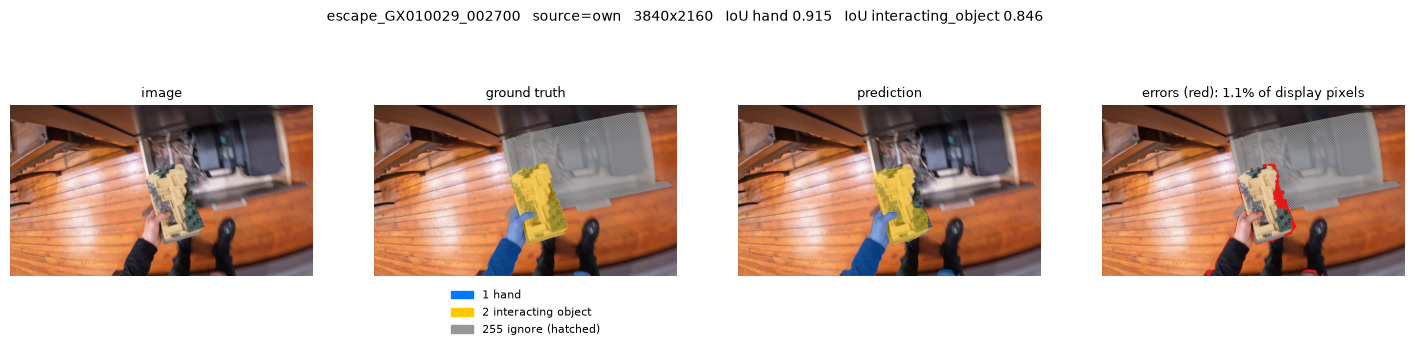 escape_GX010029_002700   source=own   3840x2160   IoU hand 0.915   IoU interacting_object 0.846
image
ground truth
prediction
errors (red): 1.1% of display pixels
1 hand
2 interacting object
255 ignore (hatched)